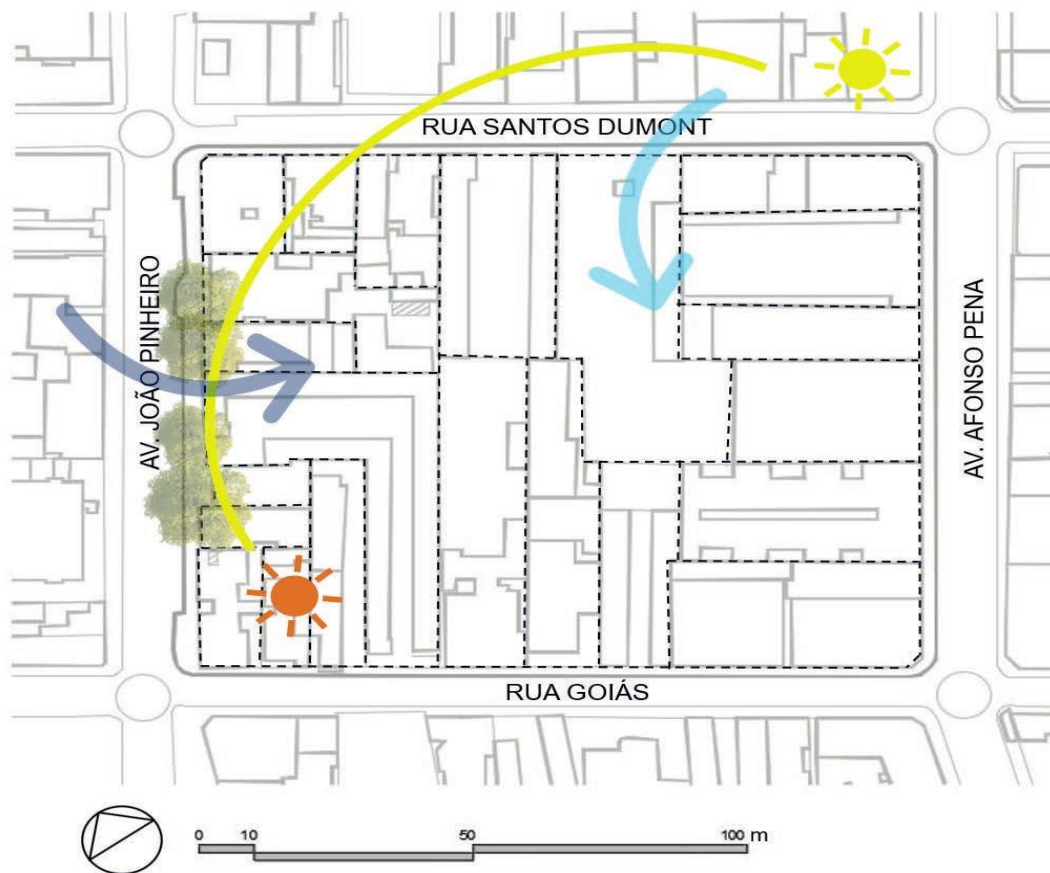 RUA SANTOS DUMONT
AV. JOÃO PINHEIRO
AV. AFONSO PENA
RUA GOIÁS
0 10 50 100 m